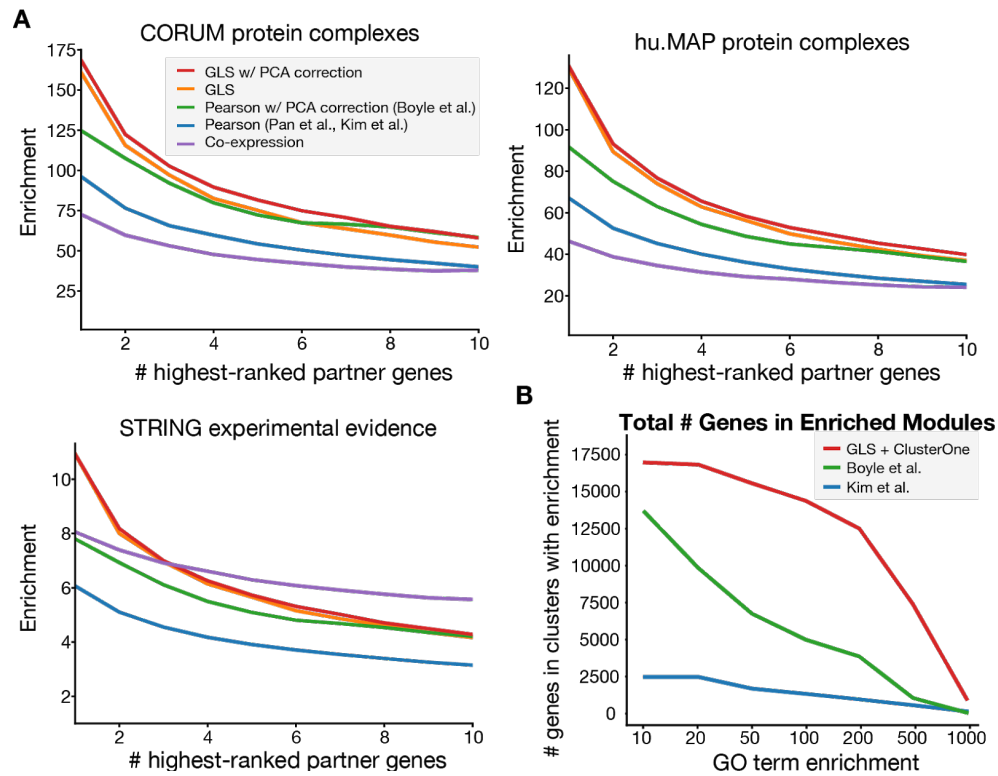 A
CORUM protein complexes
Enrichment
175
150
125
100
75
50
25
GLS w/ PCA correction
GLS
Pearson w/ PCA correction (Boyle et al.)
Pearson (Pan et al., Kim et al.)
Co-expression
2 4 6 8 10
# highest-ranked partner genes
hu.MAP protein complexes
Enrichment
120
100
80
60
40
20
2 4 6 8 10
# highest-ranked partner genes
STRING experimental evidence
Enrichment
10
8
6
4
2
2 4 6 8 10
# highest-ranked partner genes
B
Total # Genes in Enriched Modules
# genes in clusters with enrichment
17500
15000
12500
10000
7500
5000
2500
0
GLS + ClusterOne
Boyle et al.
Kim et al.
10 20 50 100 200 500 1000
GO term enrichment